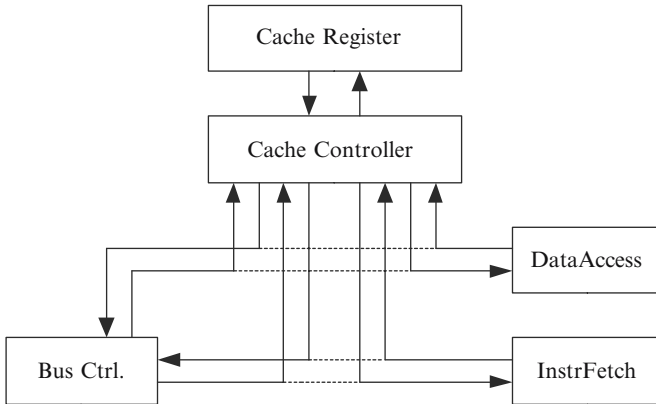 Cache Register
Cache Controller
DataAccess
Bus Ctrl.
InstrFetch